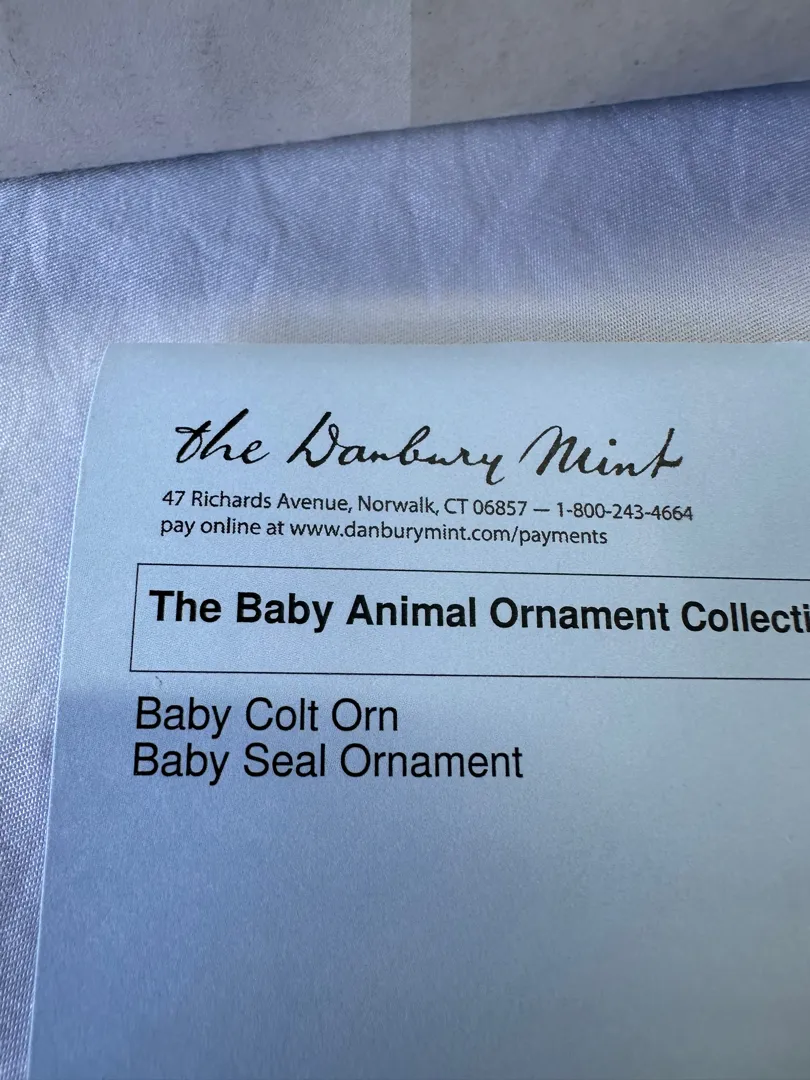 the Danbury Mint
47 Richards Avenue, Norwalk, CT 06857 — 1-800-243-4664
pay online at www.danburymint.com/payments
The Baby Animal Ornament Collecti
Baby Colt Orn
Baby Seal Ornament